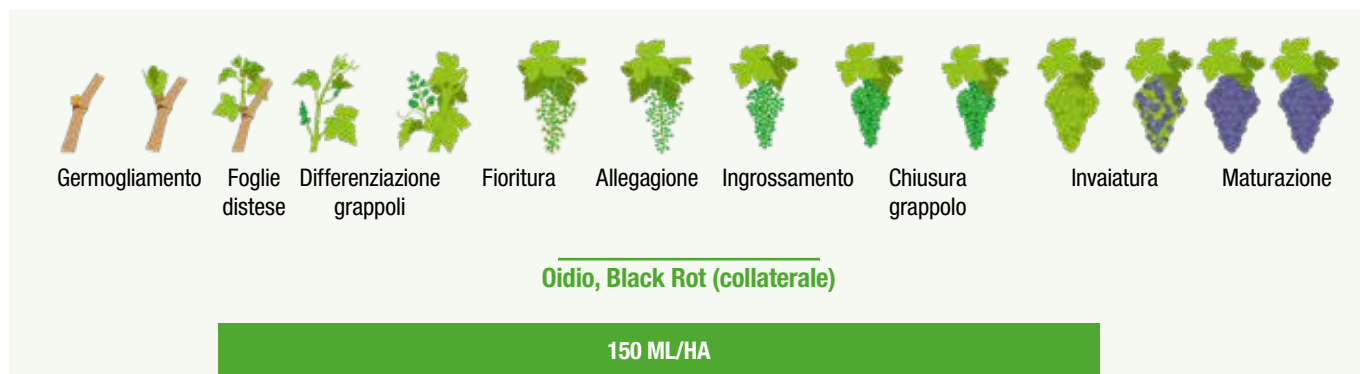 Germogliamento
Foglie
distese
Differenziazione
grappoli
Fioritura
Allegagione
Ingrossamento
Chiusura
grappolo
Invaiatura
Maturazione
Oidio, Black Rot (collaterale)
150 ML/HA